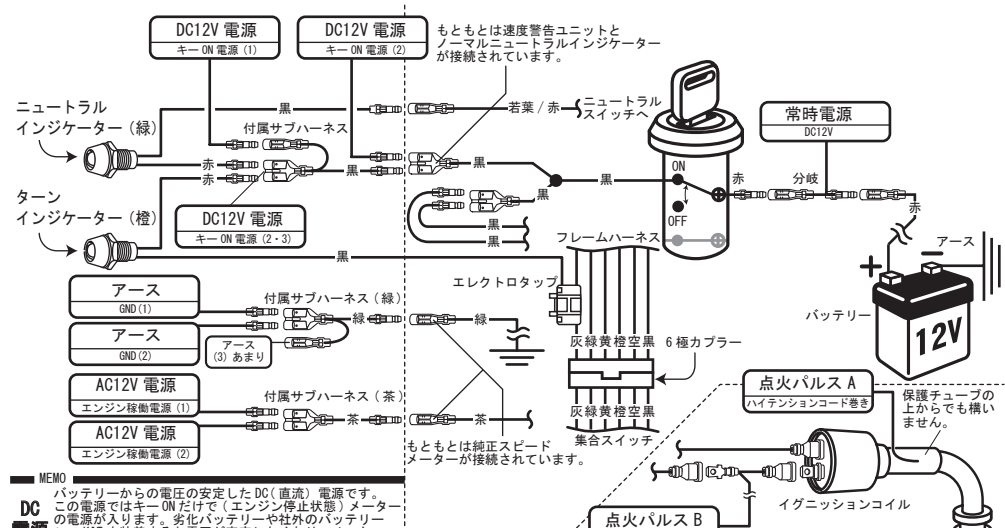 DC12V 電源
キー ON 電源 (1)
DC12V 電源
キー ON 電源 (2)
もともとは速度警告ユニットと
ノーマルニュートラルインジケーター
が接続されています。
ニュートラル
インジケーター (緑)
黒
若葉 / 赤
ニュートラル
スイッチへ
付属サブハーネス
赤
赤
黒
黒
黒
DC12V 電源
キー ON 電源 (2・3)
ターン
インジケーター (橙)
黒
黒
黒
黒
ON
OFF
赤
分岐
常時電源
DC12V
赤
アース
+
−
バッテリー
12V
フレームハーネス
エレクトロタップ
灰緑黄橙空黒
6 極カプラー
灰緑黄橙空黒
集合スイッチ
アース
GND (1)
アース
GND (2)
付属サブハーネス (緑)
緑
緑
アース
(3) あまり
AC12V 電源
エンジン稼働電源 (1)
AC12V 電源
エンジン稼働電源 (2)
付属サブハーネス (茶)
茶
茶
もともとは純正スピード
メーターが接続されています。
点火パルス A
ハイテンションコード巻き
保護チューブの
上からでも構い
ません。
イグニッションコイル
点火パルス B
MEMO
DC
電源
バッテリーからの電圧の安定した DC( 直流) 電源です。
この電源ではキー ON だけで ( エンジン停止状態 ) メーター
の電源が入ります。劣化バッテリーや社外のバッテリー